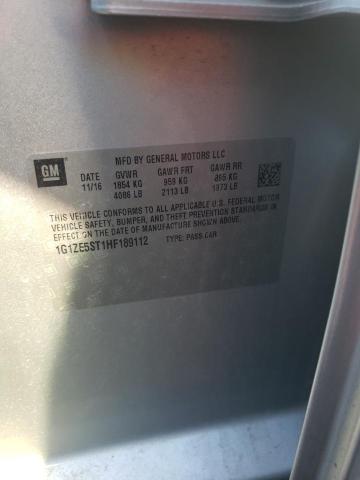 GM
MFD BY GENERAL MOTORS LLC
DATE GVWR GAWR FRT GAWR RR
11/16 1854 KG 959 KG 895 KG
4086 LB 2113 LB 1973 LB
THIS VEHICLE CONFORMS TO ALL APPLICABLE U.S. FEDERAL MOTOR
VEHICLE SAFETY, BUMPER, AND THEFT PREVENTION STANDARDS IN
EFFECT ON THE DATE OF MANUFACTURE SHOWN ABOVE.
1G1ZE5ST1HF189112 TYPE: PASS CAR